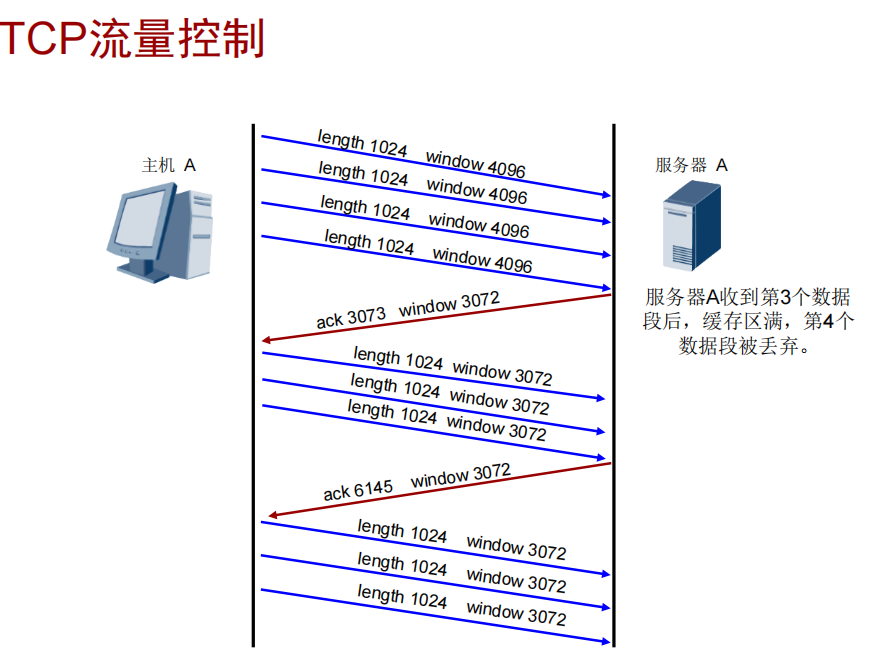 TCP流量控制
主机 A
服务器 A
length 1024 window 4096
length 1024 window 4096
length 1024 window 4096
length 1024 window 4096
服务器A收到第3个数据
段后，缓存区满，第4个
数据段被丢弃。
ack 3073 window 3072
length 1024 window 3072
length 1024 window 3072
length 1024 window 3072
ack 6145 window 3072
length 1024 window 3072
length 1024 window 3072
length 1024 window 3072